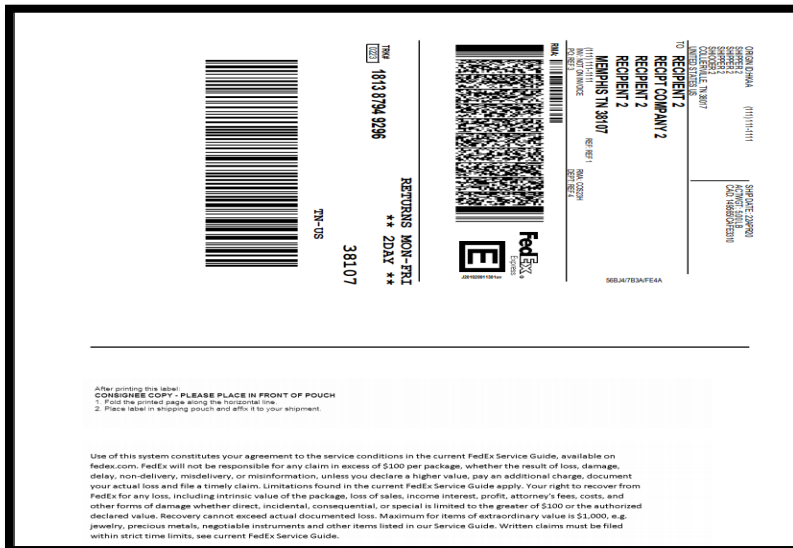 ORIGIN ID:HKAA (111) 111-1111
SHIPPER 2
SHIPPER 2
SHIPPER 2
COLLIERVILLE, TN 38017
UNITED STATES US
SHIP DATE: 22APR20
ACTWGT: 5.00 LB
TO RECIPIENT 2
RECIPT COMPANY 2
RECIPIENT 2
RECIPIENT 2
MEMPHIS TN 38107
(111) 111-1111 REF: REF 1
INV: NOT ON INVOICE
PO: REF 3 DEPT: REF 4
56BJ4/7B3A/FE4A
RMA:
FedEx®
Express
E
RETURNS MON-FRI
** 2DAY **
TRK#
0223
1813 8794 9296
38107
TN-US
After printing this label:
CONSIGNEE COPY - PLEASE PLACE IN FRONT OF POUCH
1. Fold the printed page along the horizontal line.
2. Place label in shipping pouch and affix it to your shipment.
Use of this system constitutes your agreement to the service conditions in the current FedEx Service Guide, available on
fedex.com. FedEx will not be responsible for any claim in excess of $100 per package, whether the result of loss, damage,
delay, non-delivery, misdelivery, or misinformation, unless you declare a higher value, pay an additional charge, document
your actual loss and file a timely claim. Limitations found in the current FedEx Service Guide apply. Your right to recover from
FedEx for any loss, including intrinsic value of the package, loss of sales, income interest, profit, attorney's fees, costs, and
other forms of damage whether direct, incidental, consequential, or special is limited to the greater of $100 or the authorized
declared value. Recovery cannot exceed actual documented loss. Maximum for items of extraordinary value is $1,000, e.g.
jewelry, precious metals, negotiable instruments and other items listed in our Service Guide. Written claims must be filed
within strict time limits, see current FedEx Service Guide.